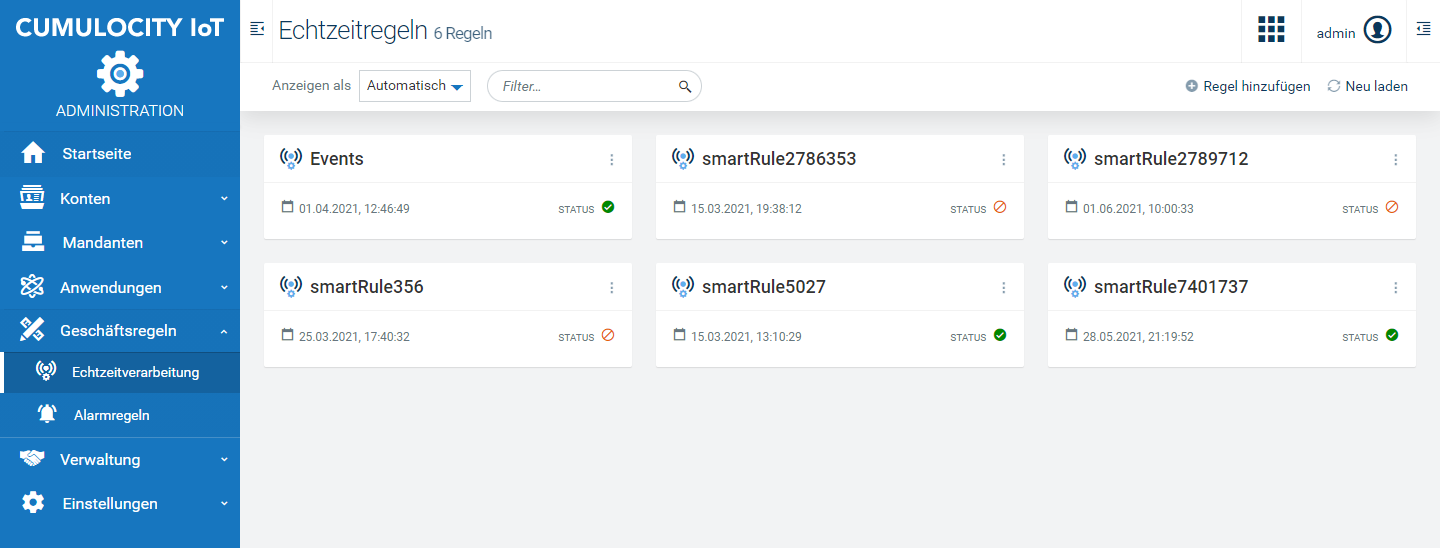 CUMULOCITY IoT
ADMINISTRATION
Startseite
Konten
Mandanten
Anwendungen
Geschäftsregeln
Echtzeitverarbeitung
Alarmregeln
Verwaltung
Einstellungen
Echtzeitregeln 6 Regeln
admin
Anzeigen als Automatisch Filter... Regel hinzufügen Neu laden
Events
01.04.2021, 12:46:49 STATUS
smartRule2786353
15.03.2021, 19:38:12 STATUS
smartRule2789712
01.06.2021, 10:00:33 STATUS
smartRule356
25.03.2021, 17:40:32 STATUS
smartRule5027
15.03.2021, 13:10:29 STATUS
smartRule7401737
28.05.2021, 21:19:52 STATUS